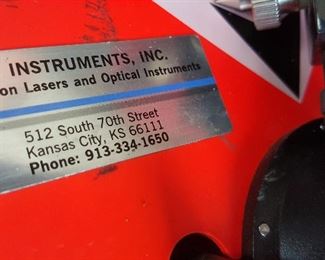 INSTRUMENTS, INC.
on Lasers and Optical Instruments
512 South 70th Street
Kansas City, KS 66111
Phone: 913-334-1650